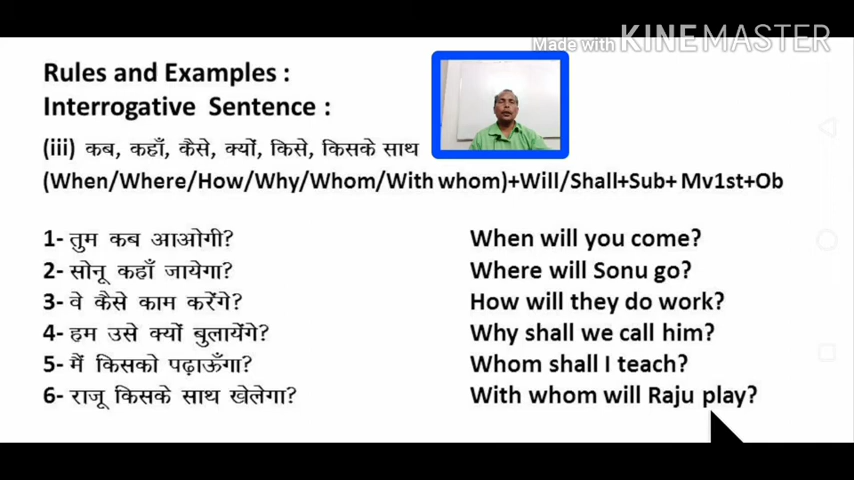 Made with KINEMASTER
Rules and Examples :
Interrogative Sentence :
(iii) कब, कहाँ, कैसे, क्यों, किसे, किसके साथ
(When/Where/How/Why/Whom/With whom)+Will/Shall+Sub+ Mv1st+Ob
1- तुम कब आओगी? When will you come?
2- सोनू कहाँ जायेगा? Where will Sonu go?
3- वे कैसे काम करेंगे? How will they do work?
4- हम उसे क्यों बुलायेंगे? Why shall we call him?
5- मैं किसको पढ़ाऊँगा? Whom shall I teach?
6- राजू किसके साथ खेलेगा? With whom will Raju play?